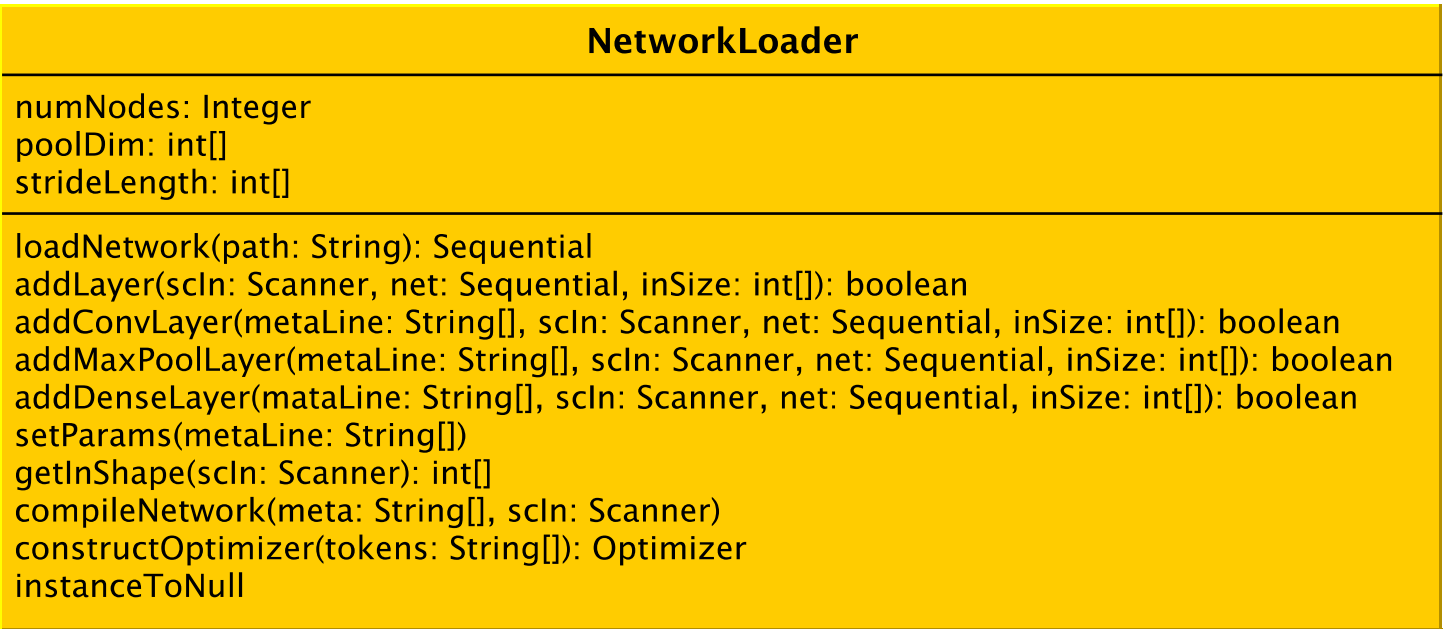 NetworkLoader
numNodes: Integer
poolDim: int[]
strideLength: int[]
loadNetwork(path: String): Sequential
addLayer(scIn: Scanner, net: Sequential, inSize: int[]): boolean
addConvLayer(metaLine: String[], scIn: Scanner, net: Sequential, inSize: int[]): boolean
addMaxPoolLayer(metaLine: String[], scIn: Scanner, net: Sequential, inSize: int[]): boolean
addDenseLayer(mataLine: String[], scIn: Scanner, net: Sequential, inSize: int[]): boolean
setParams(metaLine: String[])
getInShape(scIn: Scanner): int[]
compileNetwork(meta: String[], scIn: Scanner)
constructOptimizer(tokens: String[]): Optimizer
instanceToNull